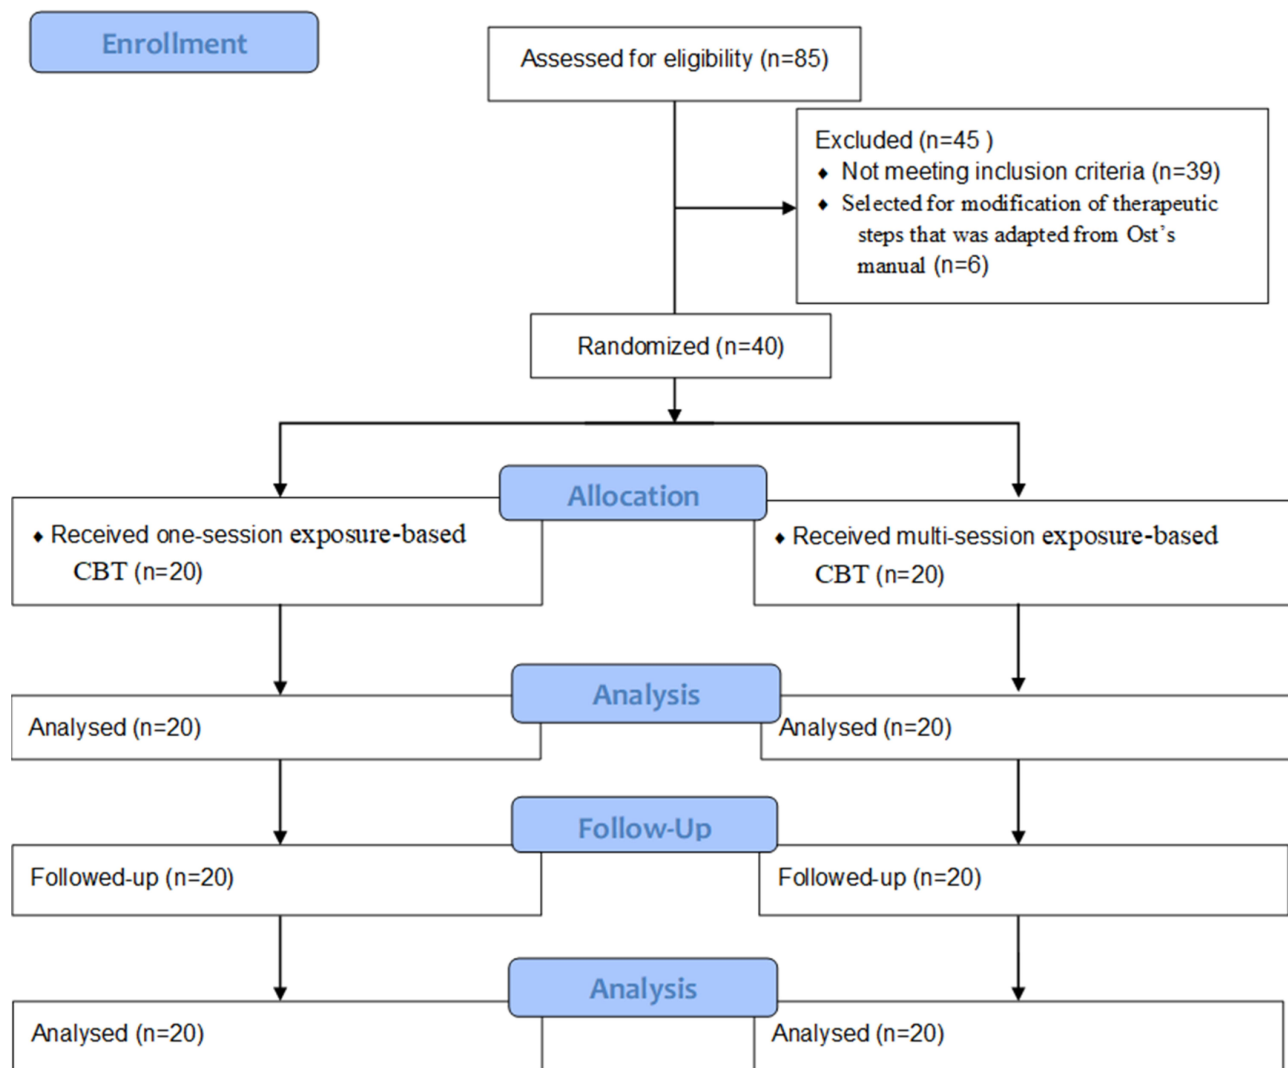 Enrollment
Assessed for eligibility (n=85)
Excluded (n=45 )
♦ Not meeting inclusion criteria (n=39)
♦ Selected for modification of therapeutic
steps that was adapted from Ost’s
manual (n=6)
Randomized (n=40)
Allocation
♦ Received one-session exposure-based
CBT (n=20)
♦ Received multi-session exposure-based
CBT (n=20)
Analysis
Analysed (n=20)
Analysed (n=20)
Follow-Up
Followed-up (n=20)
Followed-up (n=20)
Analysis
Analysed (n=20)
Analysed (n=20)